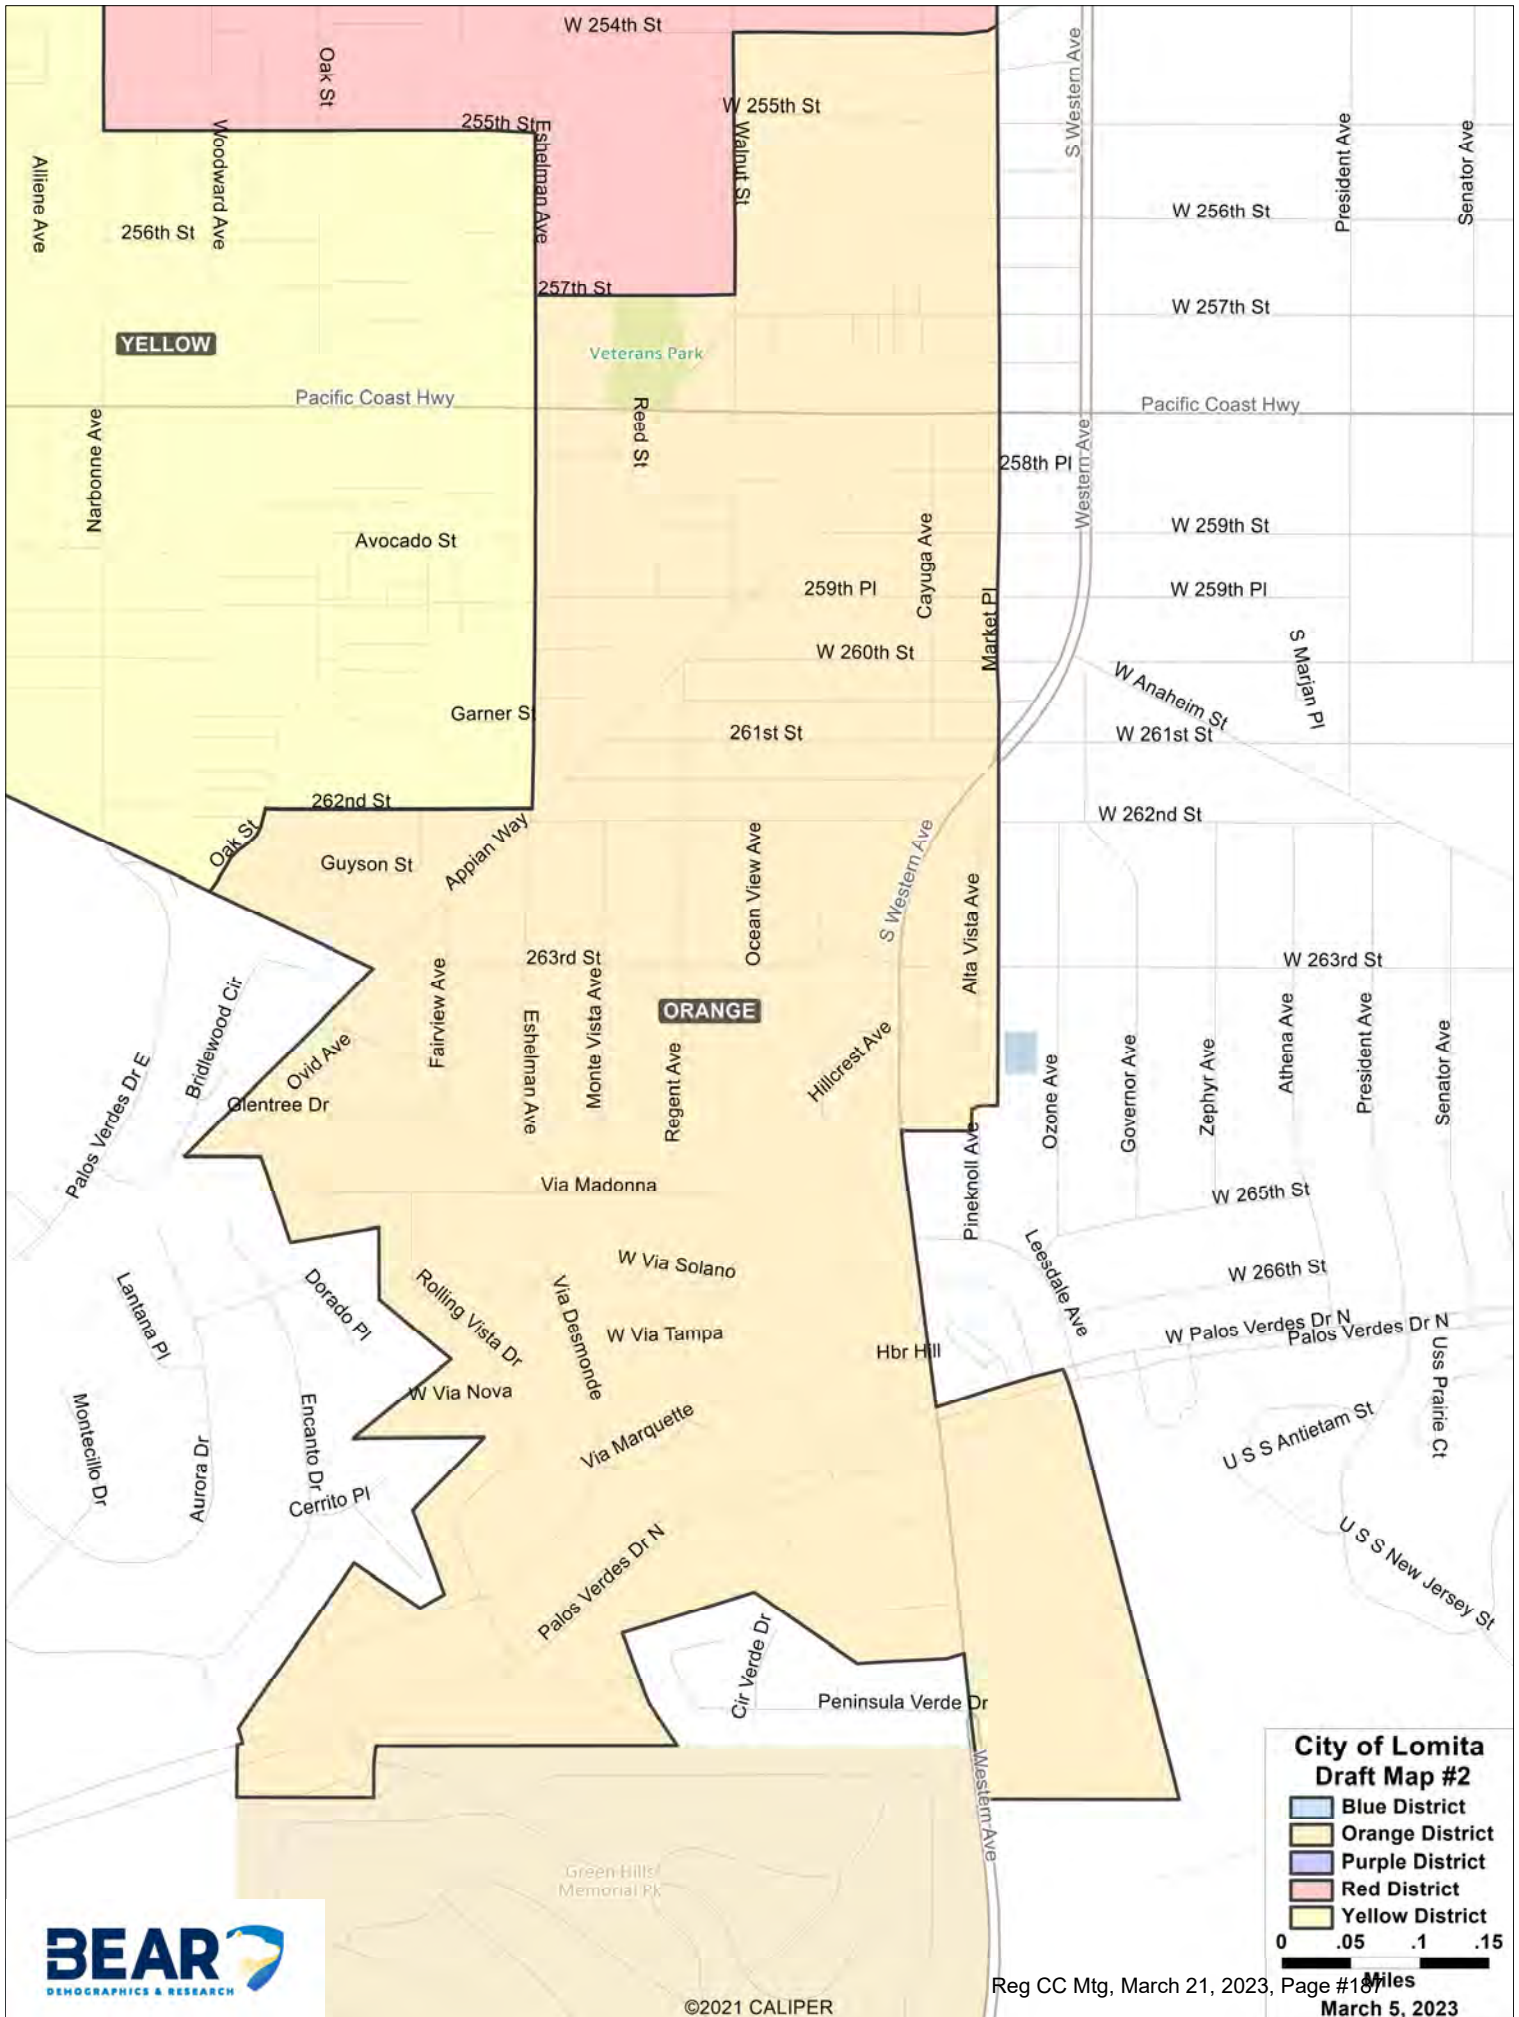 W 254th St
Oak St
S Western Ave
W 255th St
255th St
Eshelman Ave
Walnut St
Woodward Ave
Alliene Ave
President Ave
Senator Ave
256th St
W 256th St
257th St
W 257th St
YELLOW
Veterans Park
Pacific Coast Hwy
Pacific Coast Hwy
Narbonne Ave
Reed St
258th Pl
Western Ave
Avocado St
W 259th St
Cayuga Ave
259th Pl
W 259th Pl
Market Pl
W 260th St
S Marjan Pl
W Anaheim St
Garner St
261st St
W 261st St
262nd St
W 262nd St
Oak St
Guyson St
Appian Way
Ocean View Ave
S Western Ave
Alta Vista Ave
263rd St
W 263rd St
Fairview Ave
Monte Vista Ave
ORANGE
Bridlewood Cir
Ovid Ave
Eshelman Ave
Regent Ave
Hillcrest Ave
Palos Verdes Dr E
Glentree Dr
Ozone Ave
Governor Ave
Zephyr Ave
Athena Ave
President Ave
Senator Ave
Pineknoll Ave
Via Madonna
W 265th St
W Via Solano
Leesdale Ave
W 266th St
Lantana Pl
Dorado Pl
Rolling Vista Dr
Via Desmonde
W Via Tampa
Hbr Hill
W Palos Verdes Dr N
Palos Verdes Dr N
Uss Prairie Ct
W Via Nova
Montecillo Dr
Aurora Dr
Encanto Dr
Via Marquette
U S S Antietam St
Cerrito Pl
U S S New Jersey St
Palos Verdes Dr N
Cir Verde Dr
Peninsula Verde Dr
Western Ave
Green Hills
Memorial Pk
City of Lomita
Draft Map #2
Blue District
Orange District
Purple District
Red District
Yellow District
0 .05 .1 .15
Miles
March 5, 2023
BEAR
DEMOGRAPHICS & RESEARCH
Reg CC Mtg, March 21, 2023, Page #187
©2021 CALIPER